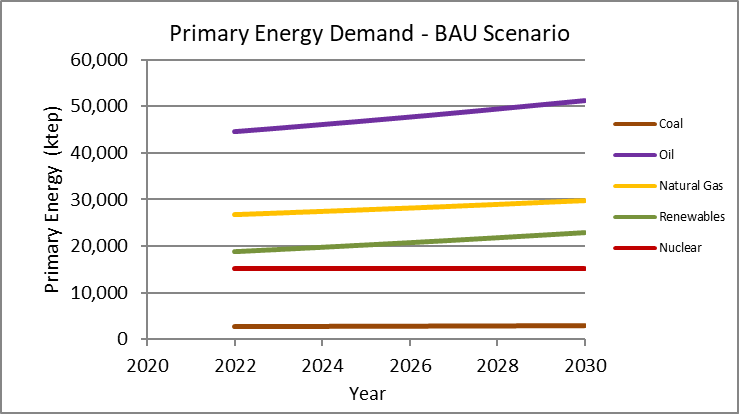 Primary Energy Demand - BAU Scenario
60,000
50,000
40,000
30,000
20,000
10,000
0
Primary Energy (ktep)
2020 2022 2024 2026 2028 2030
Year
Coal
Oil
Natural Gas
Renewables
Nuclear